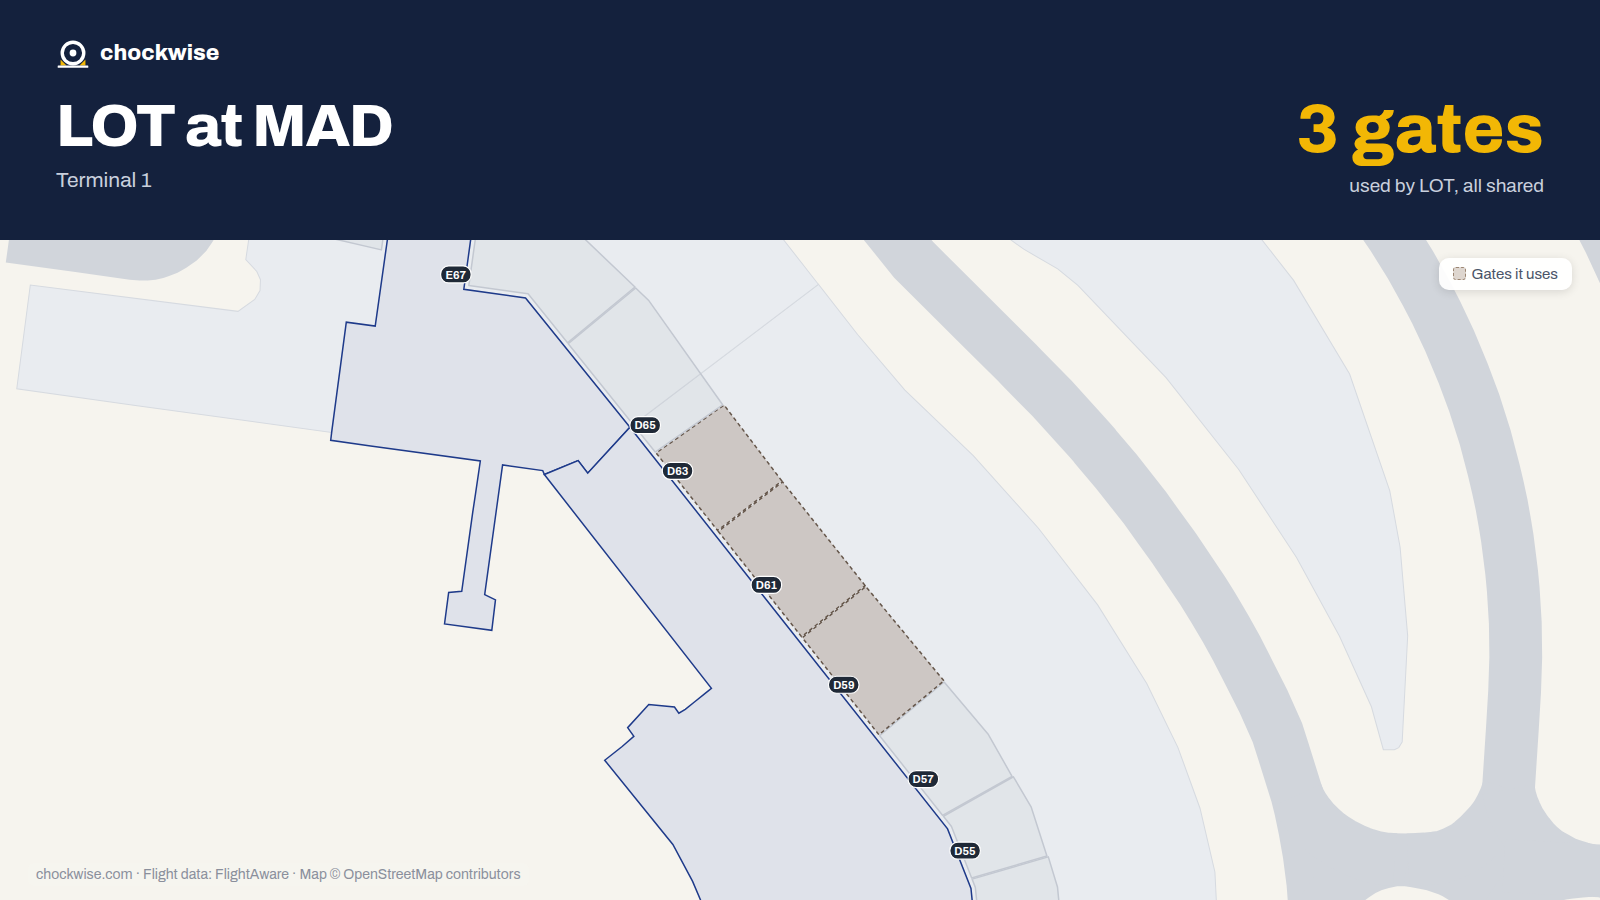 chockwise
LOT at MAD
Terminal 1
3 gates
used by LOT, all shared
Gates it uses
E67
D65
D63
D61
D59
D57
D55
chockwise.com · Flight data: FlightAware · Map © OpenStreetMap contributors